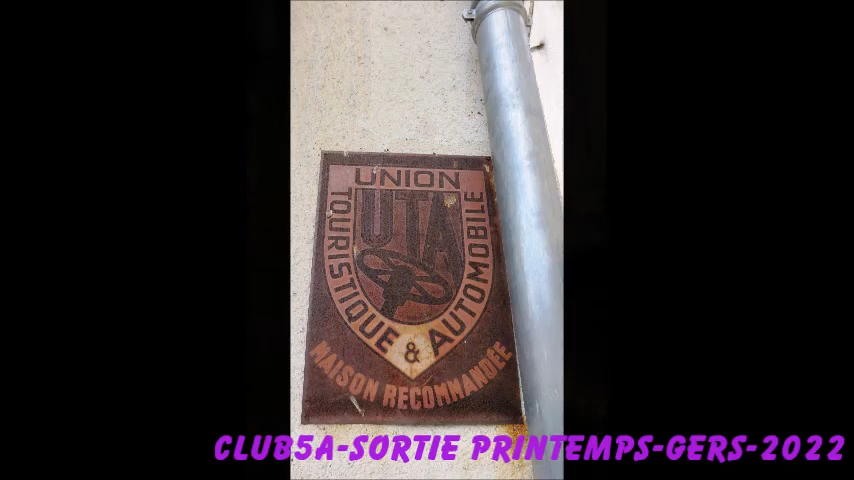 UNION
TOURISTIQUE & AUTOMOBILE
UTA
MAISON RECOMMANDÉE
CLUB5A-SORTIE PRINTEMPS-GERS-2022